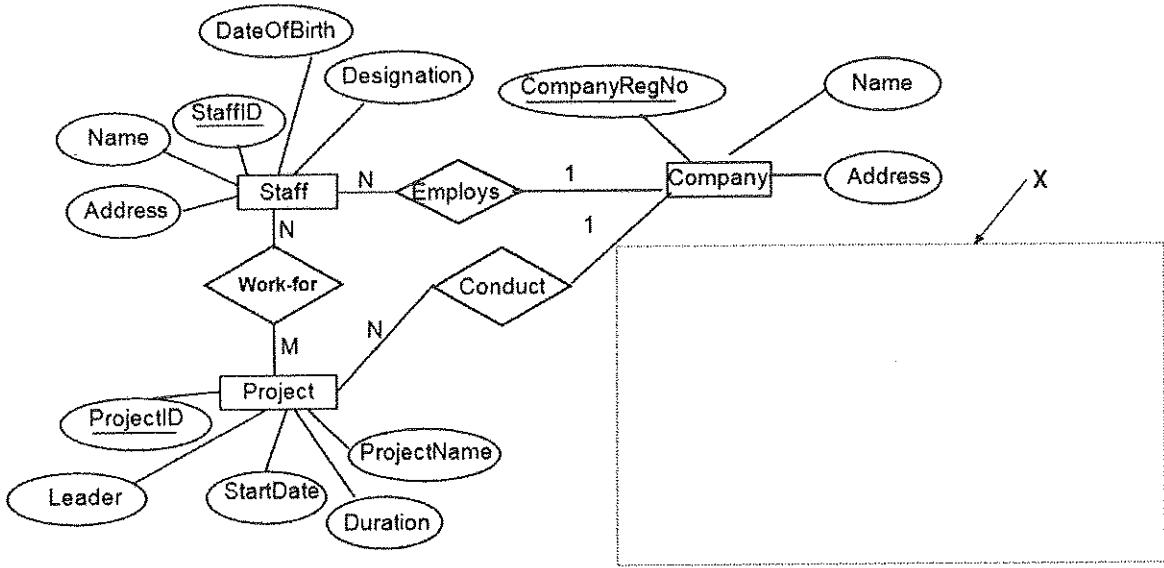 DateOfBirth
Designation
CompanyRegNo
Name
StaffID
Name
Address
Staff
N
Employs
1
Company
Address
X
N
1
Work-for
Conduct
N
M
Project
ProjectID
ProjectName
Leader
StartDate
Duration